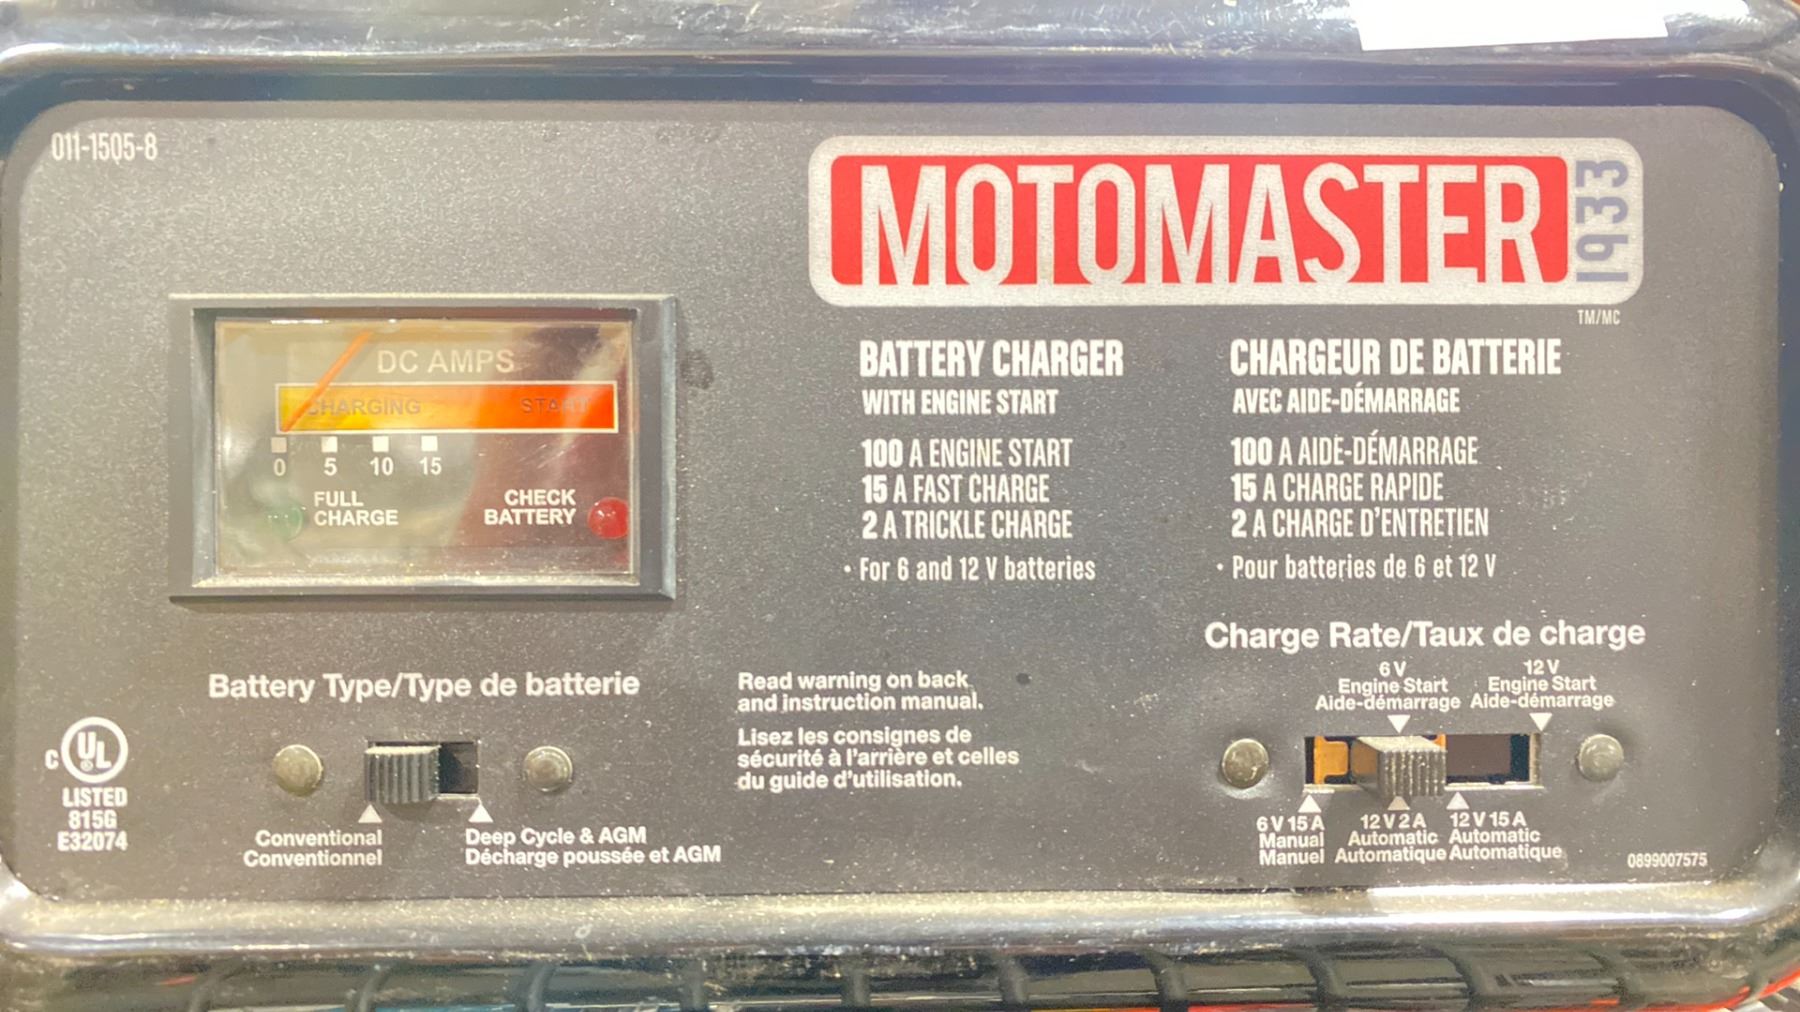 011-1505-8
MOTOMASTER
1933
TM/MC
DC AMPS
CHARGING START
0 5 10 15
FULL
CHARGE
CHECK
BATTERY
BATTERY CHARGER
WITH ENGINE START
100 A ENGINE START
15 A FAST CHARGE
2 A TRICKLE CHARGE
• For 6 and 12 V batteries
CHARGEUR DE BATTERIE
AVEC AIDE-DÉMARRAGE
100 A AIDE-DÉMARRAGE
15 A CHARGE RAPIDE
2 A CHARGE D'ENTRETIEN
• Pour batteries de 6 et 12 V
Battery Type/Type de batterie
Conventional
Conventionnel
Deep Cycle & AGM
Décharge poussée et AGM
C UL ®
LISTED
815G
E32074
Read warning on back
and instruction manual.
Lisez les consignes de
sécurité à l'arrière et celles
du guide d'utilisation.
Charge Rate/Taux de charge
6 V
Engine Start
Aide-démarrage
12 V
Engine Start
Aide-démarrage
6 V 15 A
Manual
Manuel
12 V 2 A
Automatic
Automatique
12 V 15 A
Automatic
Automatique
0899007575